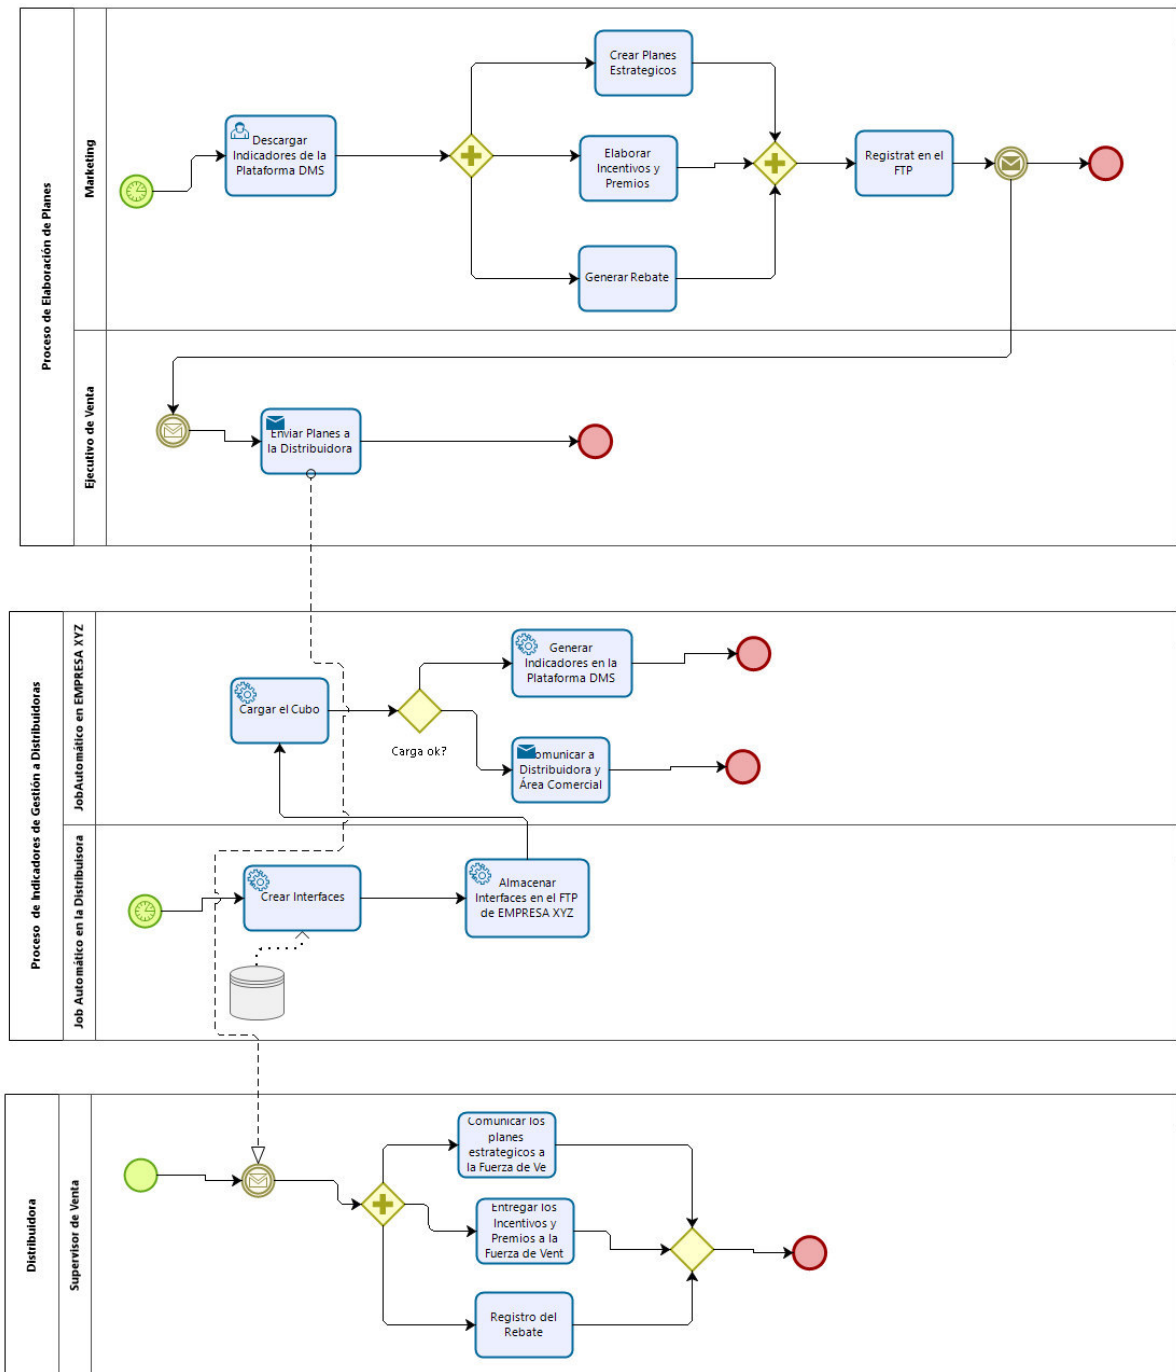 Proceso de Elaboración de Planes
Marketing
Descargar
Indicadores de la
Plataforma DMS
Crear Planes
Estrategicos
Elaborar
Incentivos y
Premios
Generar Rebate
Registrat en el
FTP
Ejecutivo de Venta
Enviar Planes a
la Distribuidora
Proceso de Indicadores de Gestión a Distribuidoras
JobAutomático en EMPRESA XYZ
Cargar el Cubo
Carga ok?
Generar
Indicadores en la
Plataforma DMS
omunicar a
Distribuidora y
Área Comercial
Job Automático en la Distribuisora
Crear Interfaces
Almacenar
Interfaces en el FTP
de EMPRESA XYZ
Distribuidora
Supervisor de Venta
Comunicar los
planes
estrategicos a
la Fuerza de Ve
Entregar los
Incentivos y
Premios a la
Fuerza de Vent
Registro del
Rebate